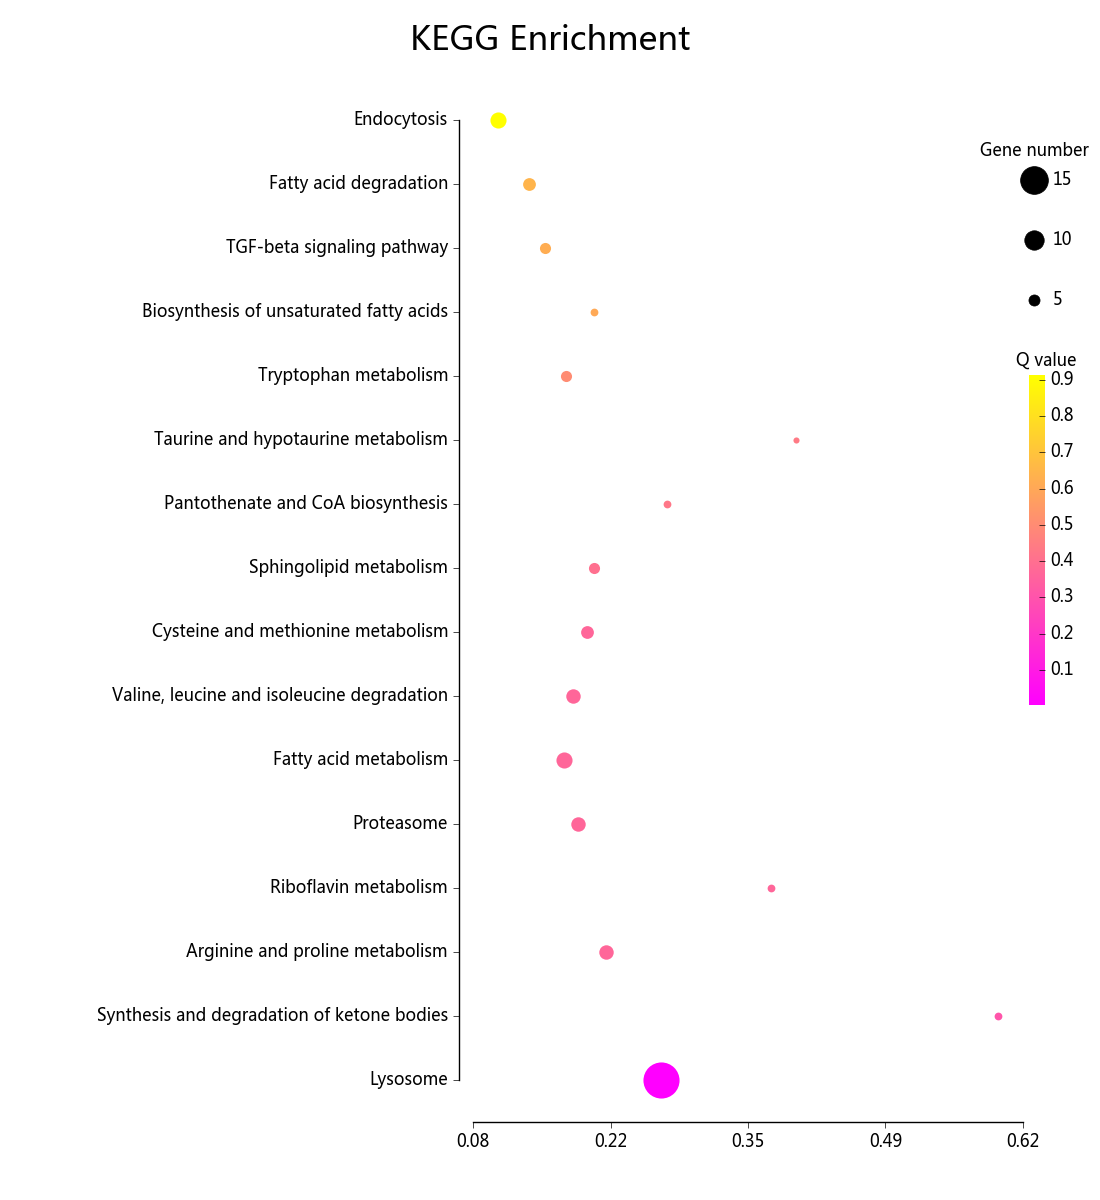 KEGG Enrichment
Endocytosis
Fatty acid degradation
TGF-beta signaling pathway
Biosynthesis of unsaturated fatty acids
Tryptophan metabolism
Taurine and hypotaurine metabolism
Pantothenate and CoA biosynthesis
Sphingolipid metabolism
Cysteine and methionine metabolism
Valine, leucine and isoleucine degradation
Fatty acid metabolism
Proteasome
Riboflavin metabolism
Arginine and proline metabolism
Synthesis and degradation of ketone bodies
Lysosome
0.08 0.22 0.35 0.49 0.62
Gene number
15
10
5
Q value
0.9
0.8
0.7
0.6
0.5
0.4
0.3
0.2
0.1